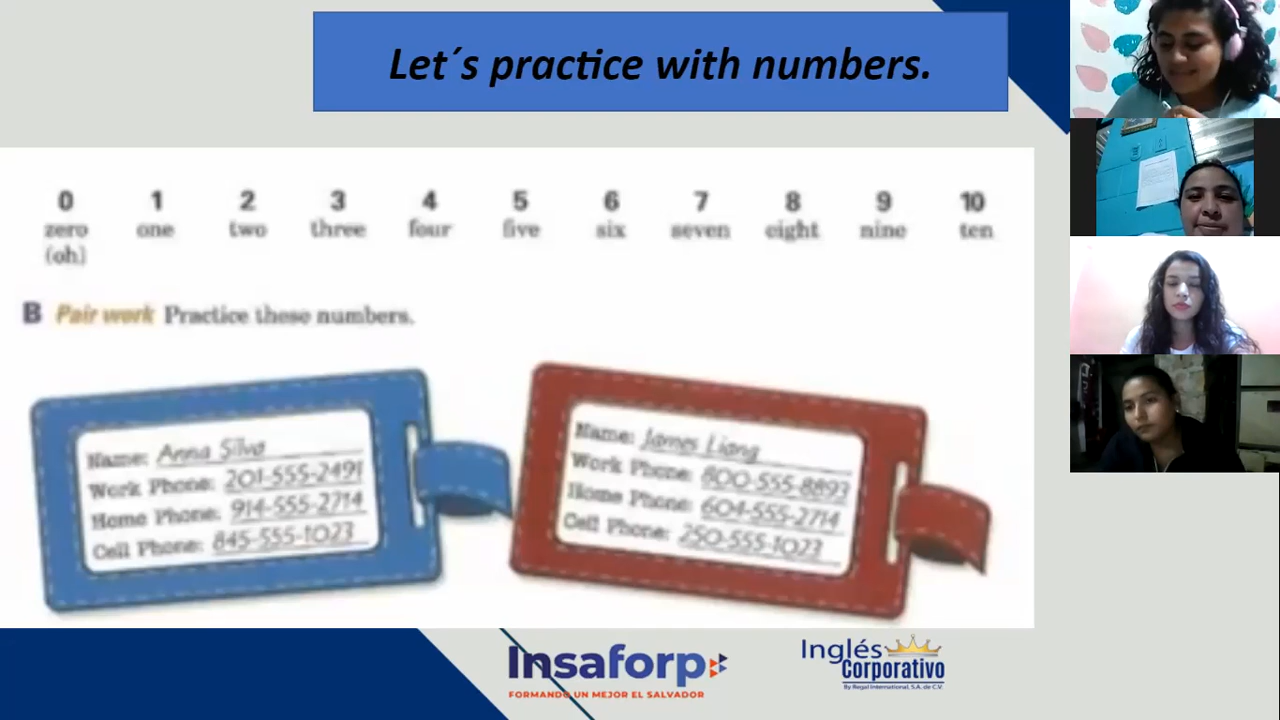 Let´s practice with numbers.
0 1 2 3 4 5 6 7 8 9 10
zero one two three four five six seven eight nine ten
(oh)
B Pair work Practice these numbers.
Name: Anna Silva
Work Phone: 201-555-2491
Home Phone: 914-555-2714
Cell Phone: 845-555-1023
Name: James Liang
Work Phone: 800-555-8893
Home Phone: 604-555-2714
Cell Phone: 250-555-1023
Insaforp
FORMANDO UN MEJOR EL SALVADOR
Inglés
Corporativo
By Regal International, S.A. de C.V.